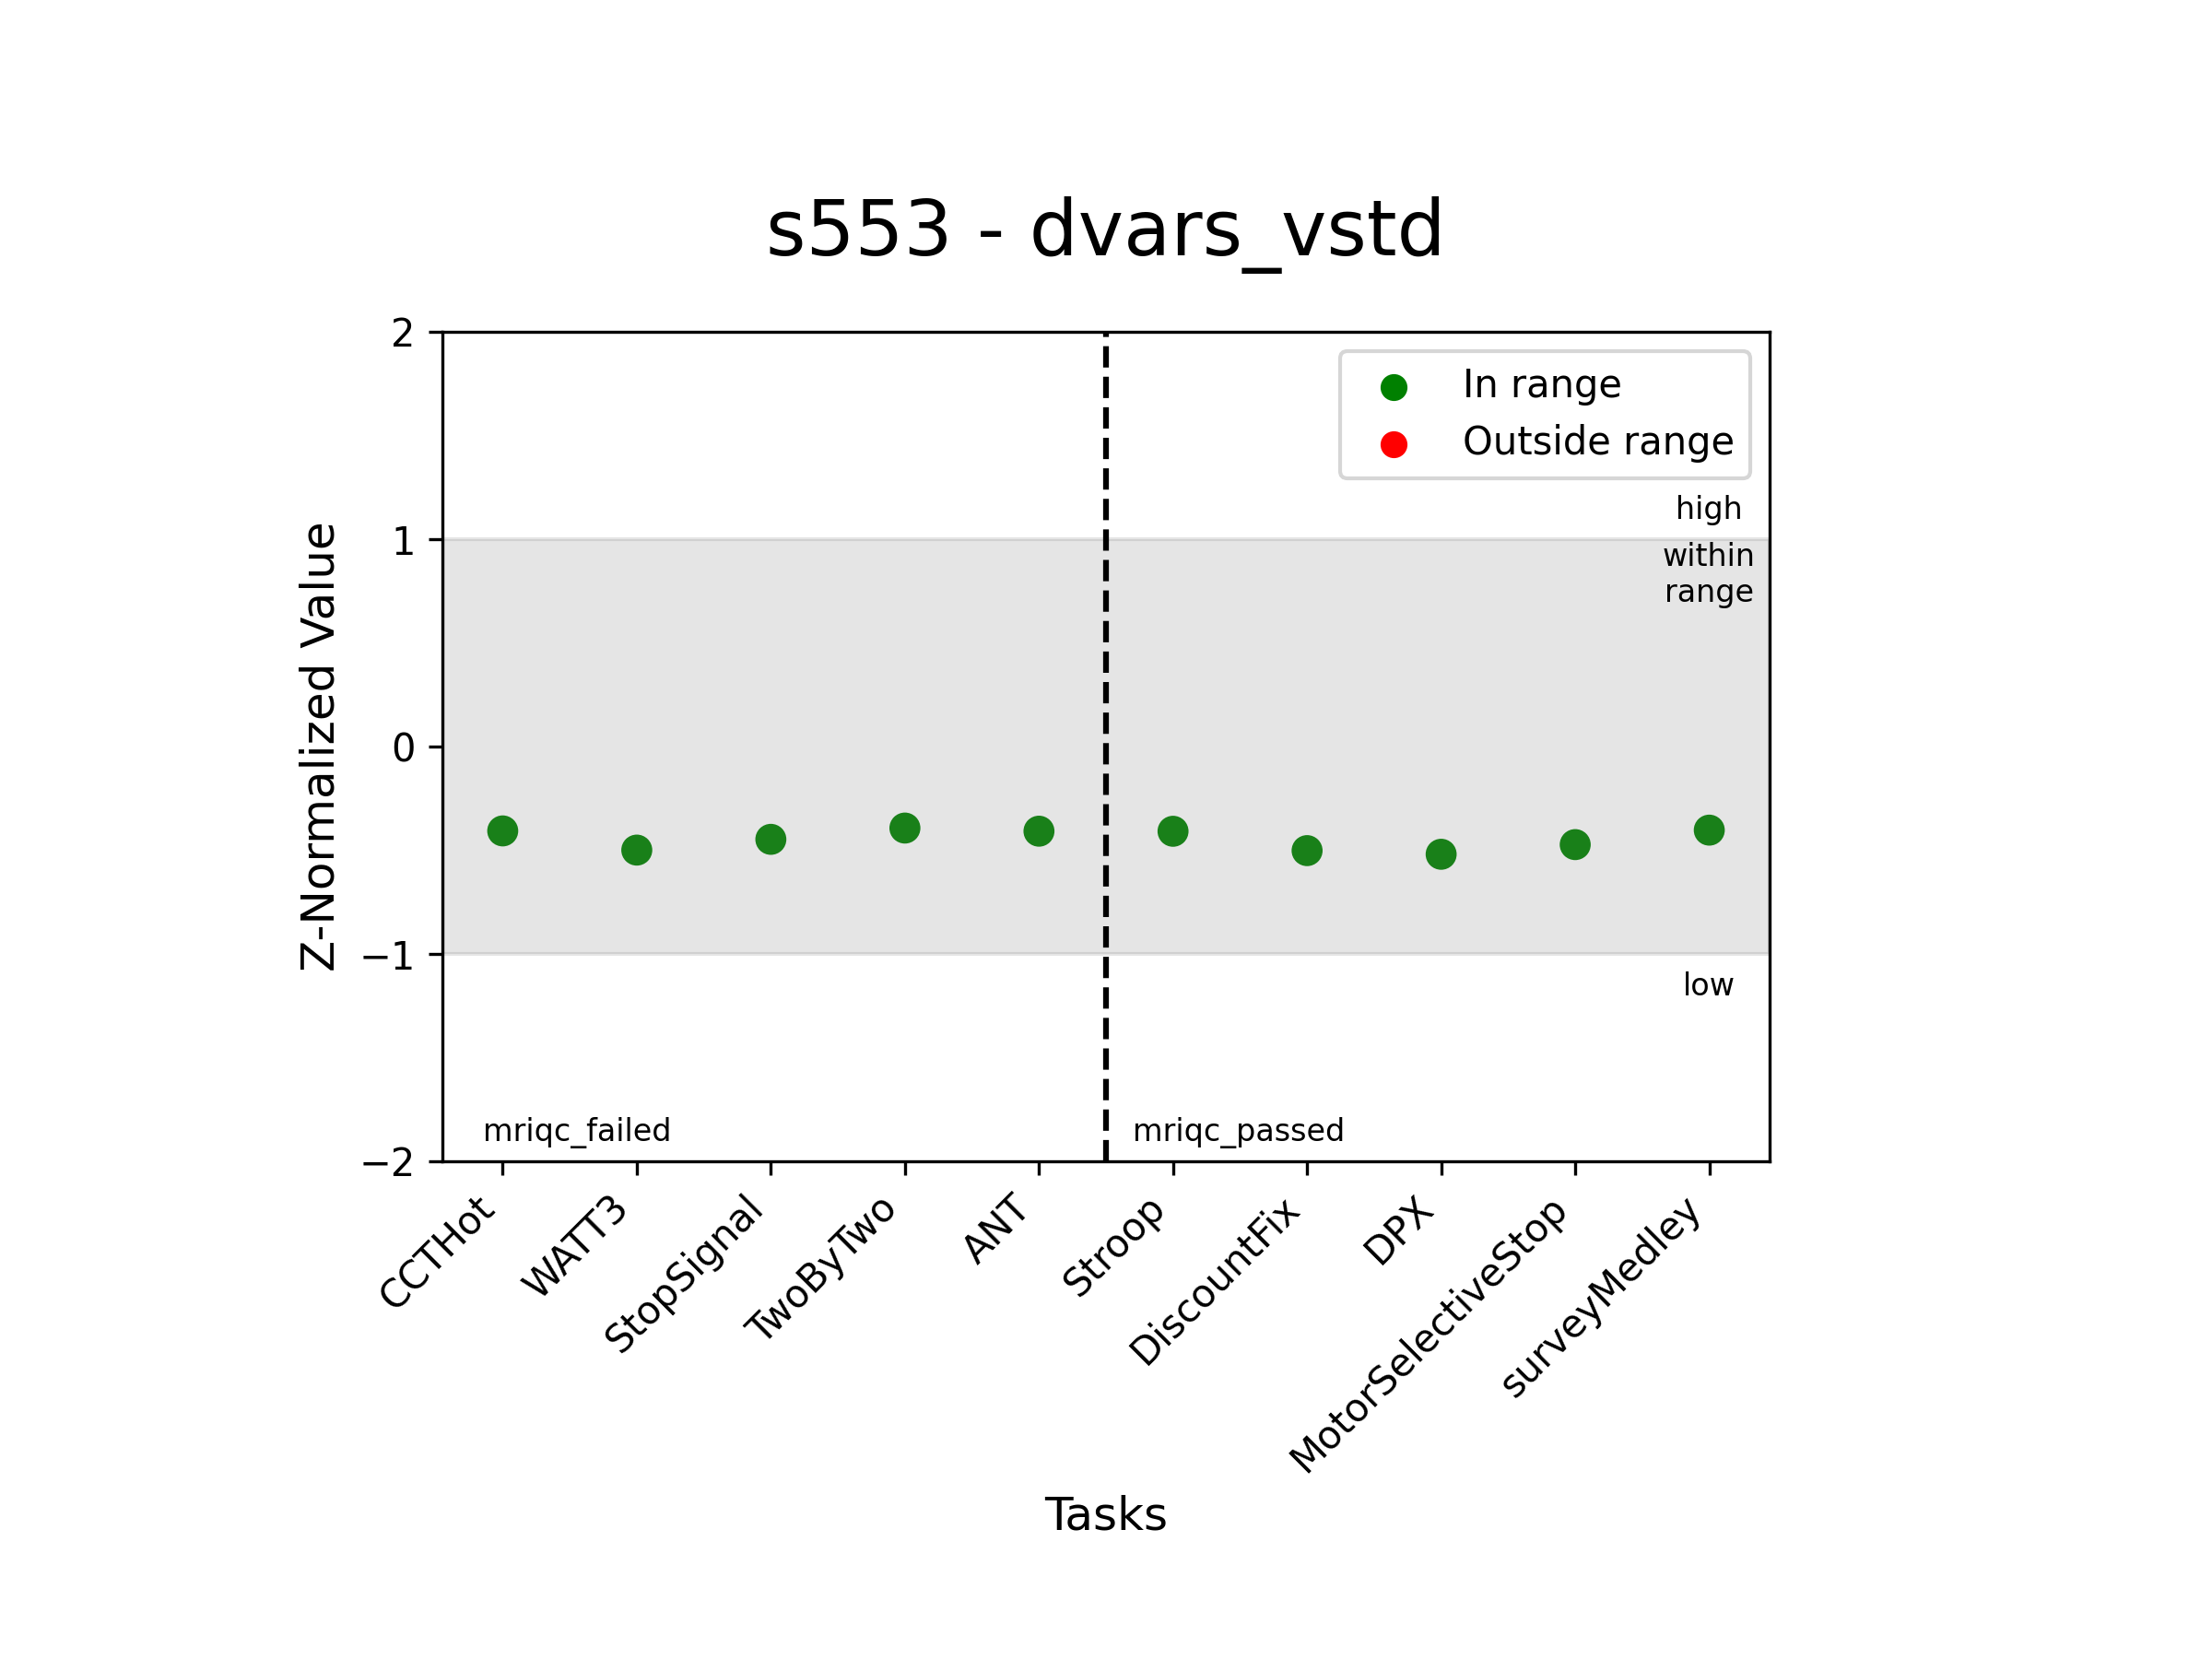 s553 - dvars_vstd
2
In range
Outside range
high
1
within
range
Z-Normalized Value
0
−1
low
mriqc_failed
mriqc_passed
−2
CCTHot
WATT3
StopSignal
TwoByTwo
ANT
Stroop
DiscountFix
DPX
MotorSelectiveStop
surveyMedley
Tasks